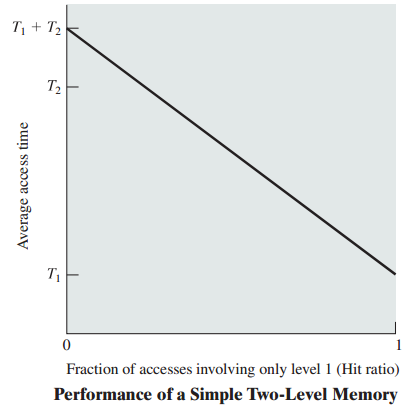 T₁ + T₂
T₂
Average access time
T₁
0
1
Fraction of accesses involving only level 1 (Hit ratio)
Performance of a Simple Two-Level Memory